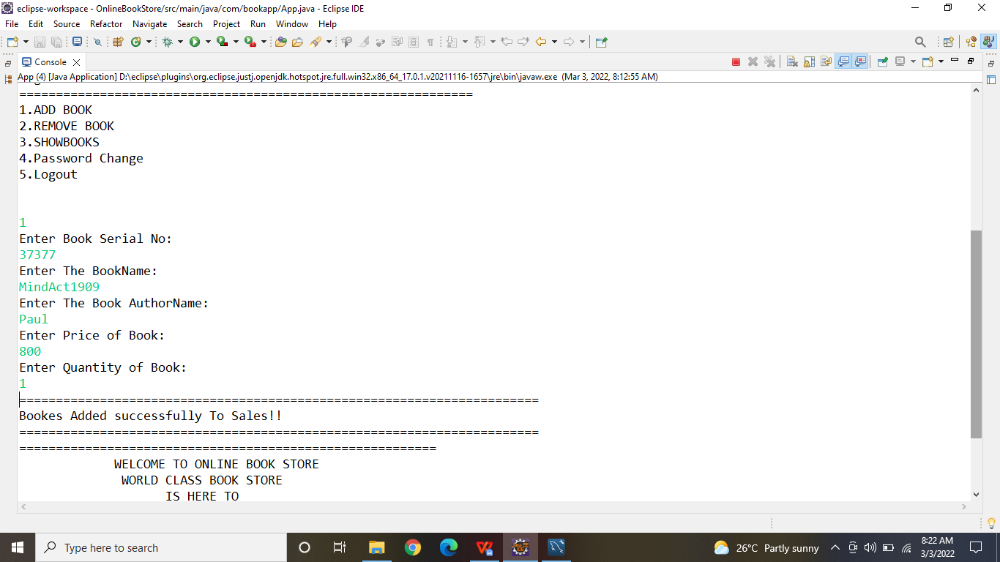 eclipse-workspace - OnlineBookStore/src/main/java/com/bookapp/App.java - Eclipse IDE
File Edit Source Refactor Navigate Search Project Run Window Help
Console
App (4) [Java Application] D:\eclipse\plugins\org.eclipse.justj.openjdk.hotspot.jre.full.win32.x86_64_17.0.1.v20211116-1657\jre\bin\javaw.exe (Mar 3, 2022, 8:12:55 AM)
==============================================================
1.ADD BOOK
2.REMOVE BOOK
3.SHOWBOOKS
4.Password Change
5.Logout
1
Enter Book Serial No:
37377
Enter The BookName:
MindAct1909
Enter The Book AuthorName:
Paul
Enter Price of Book:
800
Enter Quantity of Book:
1
=======================================================================
Bookes Added successfully To Sales!!
=======================================================================
=========================================================
WELCOME TO ONLINE BOOK STORE
WORLD CLASS BOOK STORE
IS HERE TO
Type here to search
26°C Partly sunny
8:22 AM
3/3/2022